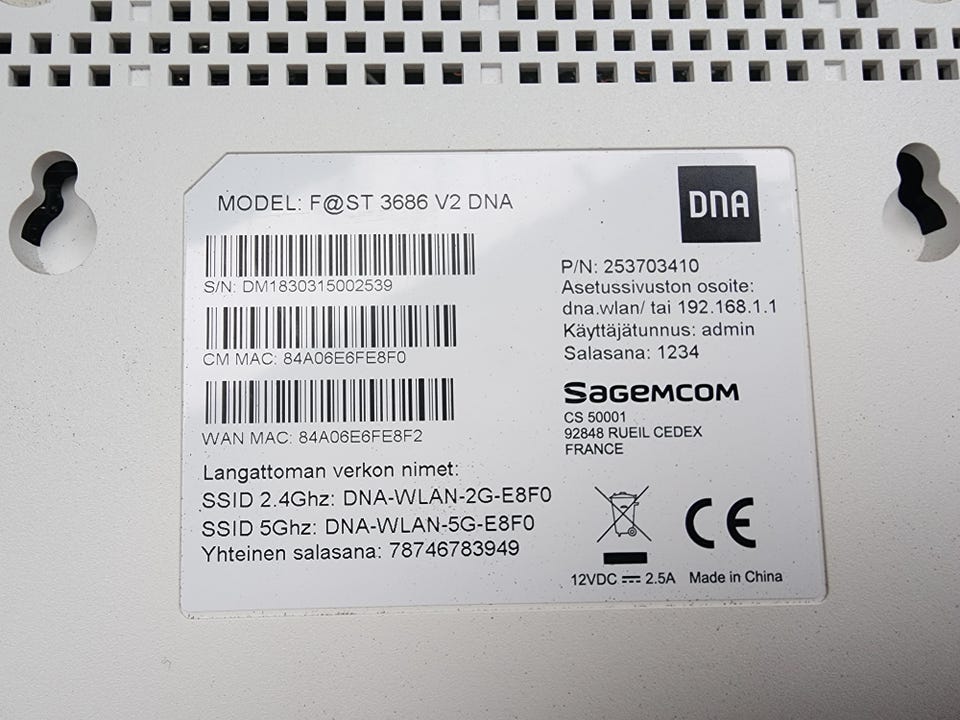 MODEL: F@ST 3686 V2 DNA
S/N: DM1830315002539
CM MAC: 84A06E6FE8F0
WAN MAC: 84A06E6FE8F2
Langattoman verkon nimet:
SSID 2.4Ghz: DNA-WLAN-2G-E8F0
SSID 5Ghz: DNA-WLAN-5G-E8F0
Yhteinen salasana: 78746783949
DNA
P/N: 253703410
Asetussivuston osoite:
dna.wlan/ tai 192.168.1.1
Käyttäjätunnus: admin
Salasana: 1234
SAGEMCOM
CS 50001
92848 RUEIL CEDEX
FRANCE
CE
12VDC ⎓ 2.5A Made in China